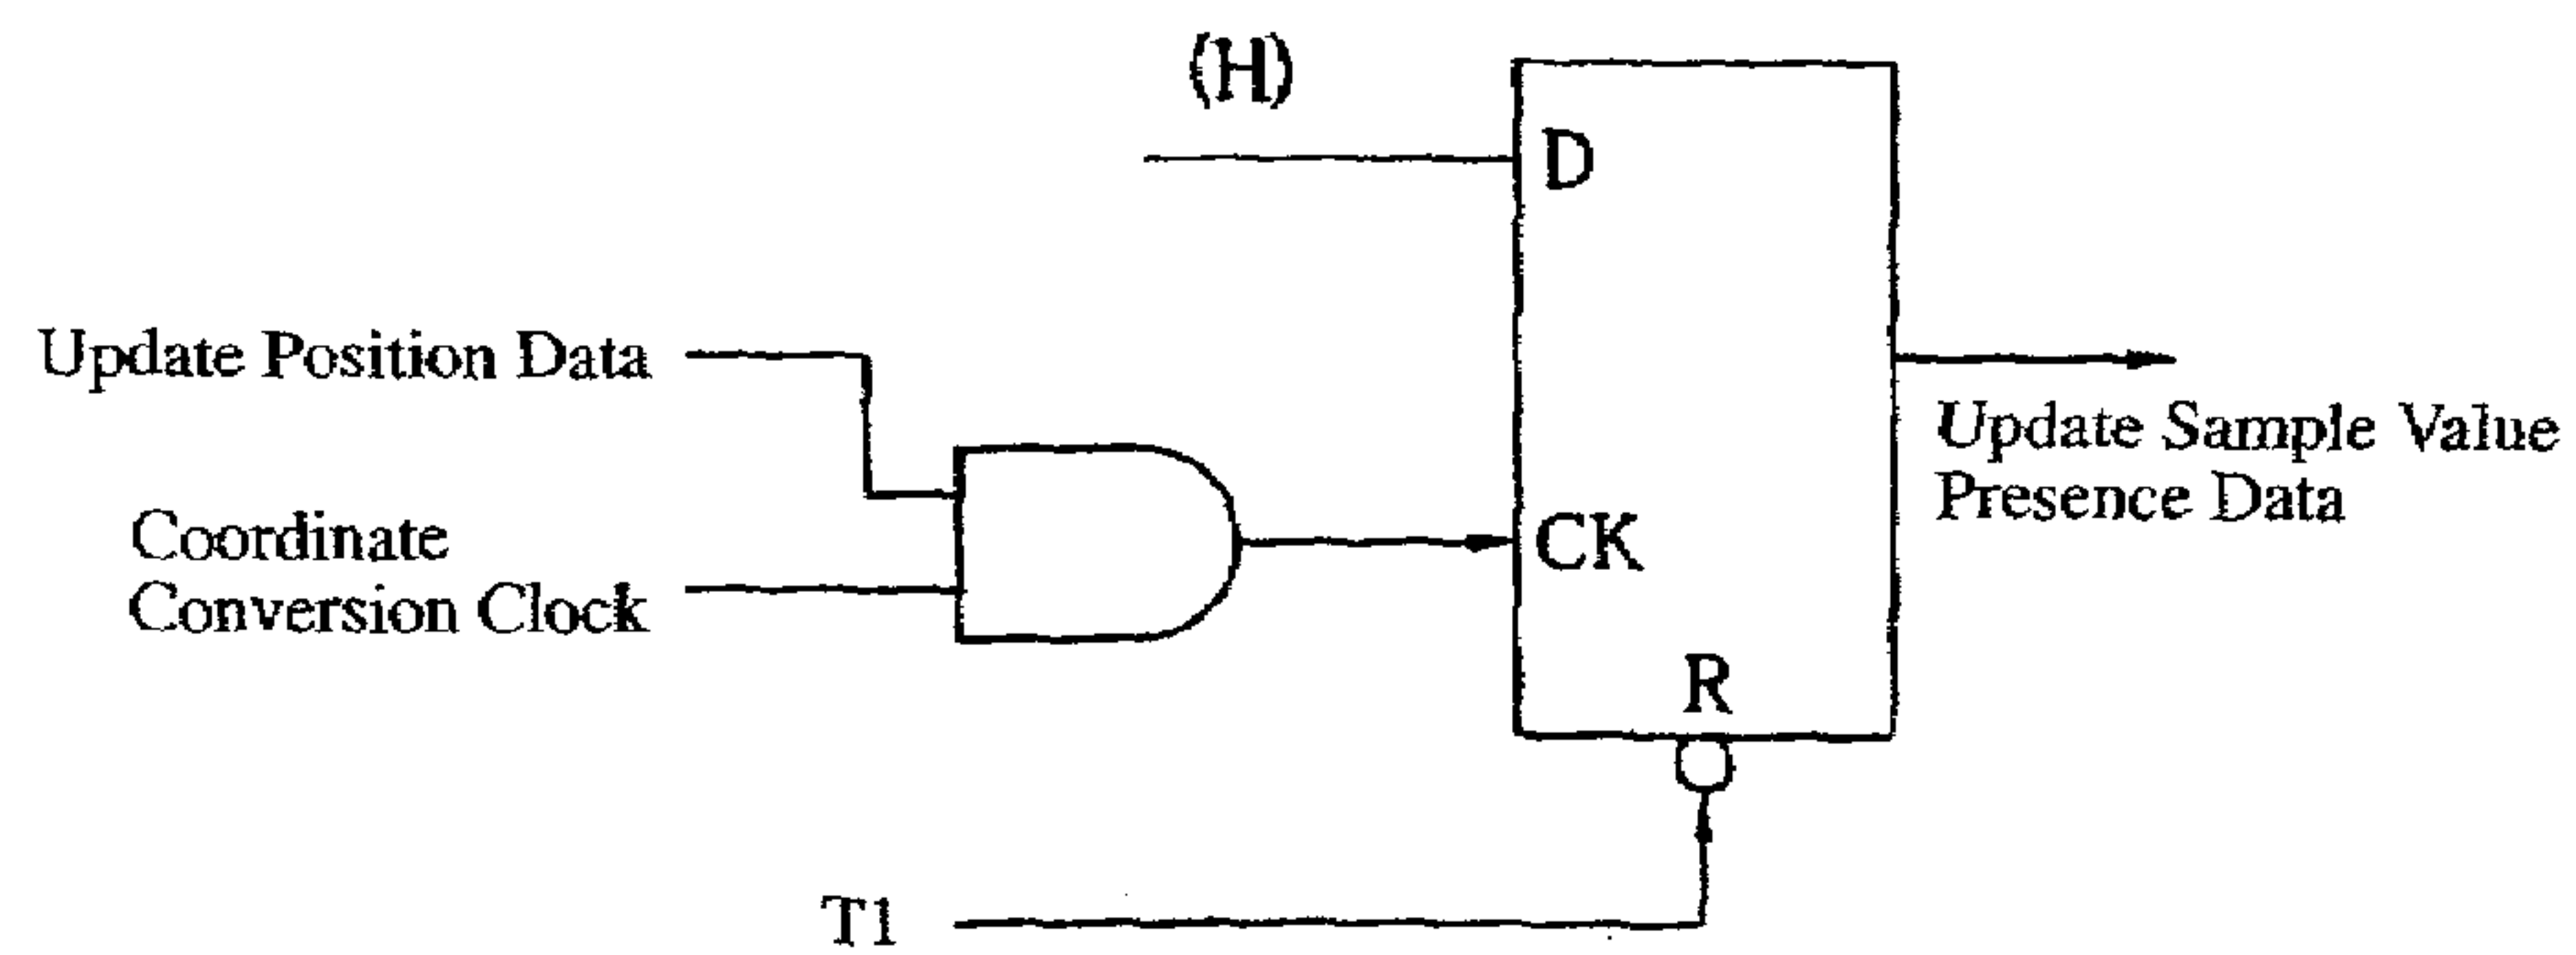 (H)
D
Update Position Data
Update Sample Value
Presence Data
Coordinate
Conversion Clock
CK
R
T1